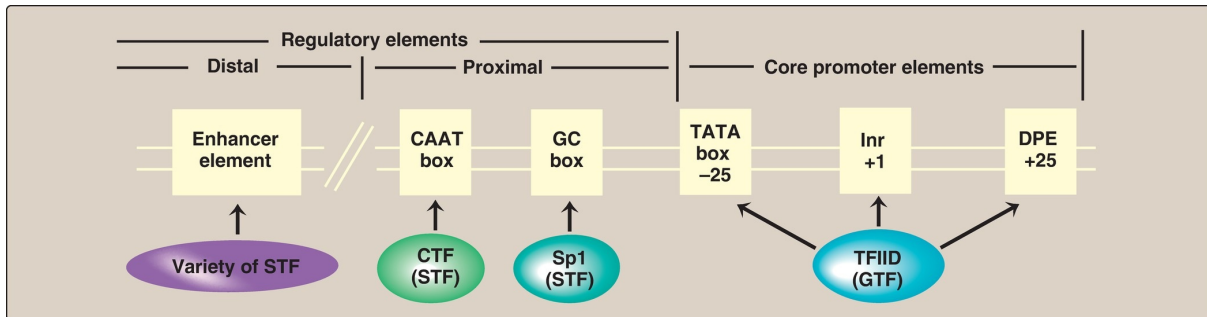 Regulatory elements
Distal
Proximal
Core promoter elements
Enhancer
element
CAAT
box
GC
box
TATA
box
–25
Inr
+1
DPE
+25
Variety of STF
CTF
(STF)
Sp1
(STF)
TFIID
(GTF)